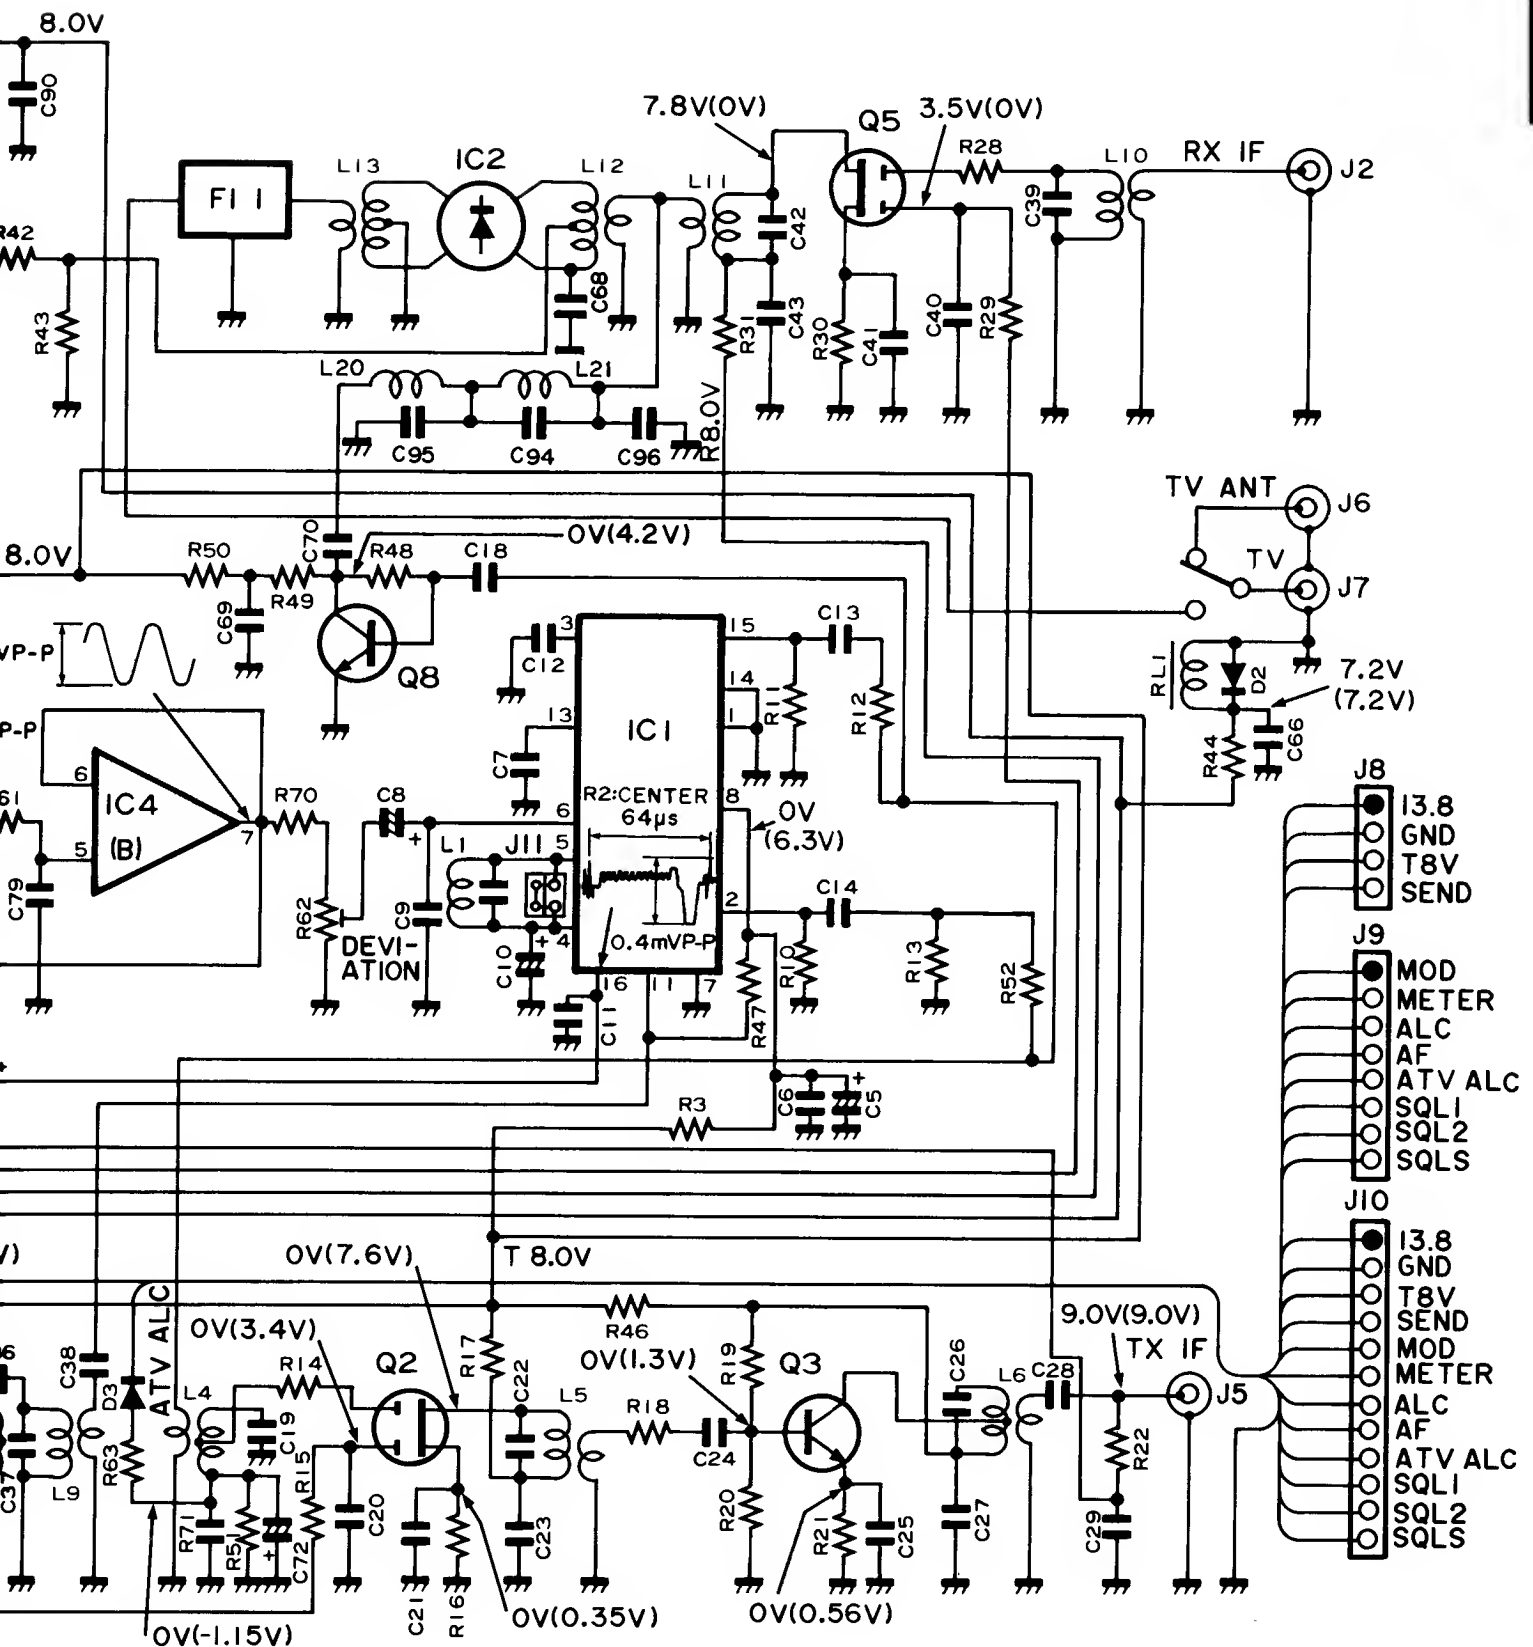 8.0V
C90
7.8V(0V)
Q5
3.5V(0V)
L13
IC2
L12
L11
R28
L10
RX IF
J2
FI 1
C42
C39
R42
C68
C43
R43
R31
R30
C41
C40
R29
L20
L21
R8.0V
C95
C94
C96
TV ANT
J6
8.0V
R50
C70
R48
C18
0V(4.2V)
TV
R49
C69
J7
VP-P
C12
3
15
C13
Q8
RL1
D2
7.2V
(7.2V)
14
R11
R12
13
IC1
1
P-P
C7
R44
C66
6
IC4
(B)
R70
C8
+
6
R2:CENTER
64µs
8
0V
(6.3V)
J8
13.8
GND
T8V
SEND
61
5
7
L1
J11
5
C79
R62
DEVI-
ATION
C9
C10
+
4
0.4mVP-P
2
C14
R10
R13
R52
J9
MOD
METER
ALC
AF
ATV ALC
SQL1
SQL2
SQLS
16
11
7
C11
R47
+
R3
C6
+
C5
J10
13.8
GND
T8V
SEND
MOD
METER
ALC
AF
ATV ALC
SQL1
SQL2
SQLS
V)
0V(7.6V)
T 8.0V
ATV ALC
0V(3.4V)
R46
9.0V(9.0V)
TX IF
C38
D3
R14
Q2
R17
C22
0V(1.3V)
R19
Q3
C26
L6
C28
J5
L4
C19
L5
R18
C24
R22
C37
L9
R63
R15
R71
R51
+
C72
C20
C21
R16
C23
R20
R21
C25
C27
C29
0V(-1.15V)
0V(0.35V)
0V(0.56V)